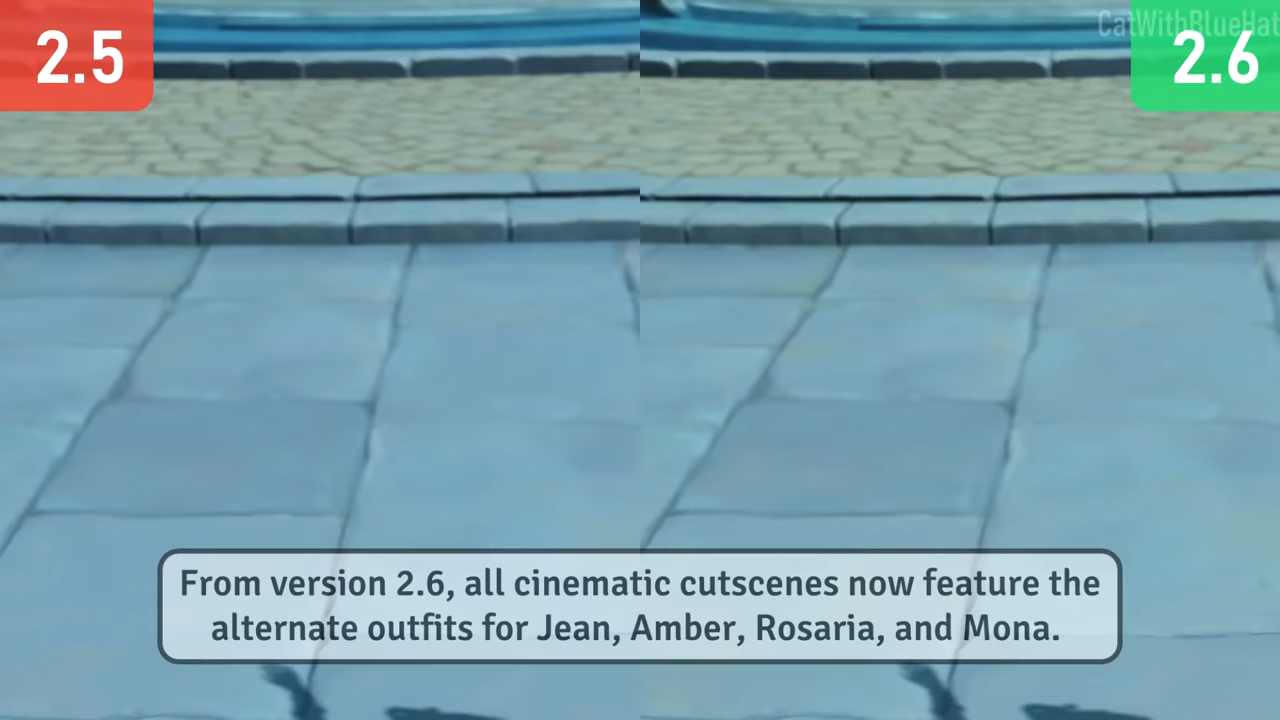 2.5
CatWithBlueHat
2.6
From version 2.6, all cinematic cutscenes now feature the
alternate outfits for Jean, Amber, Rosaria, and Mona.